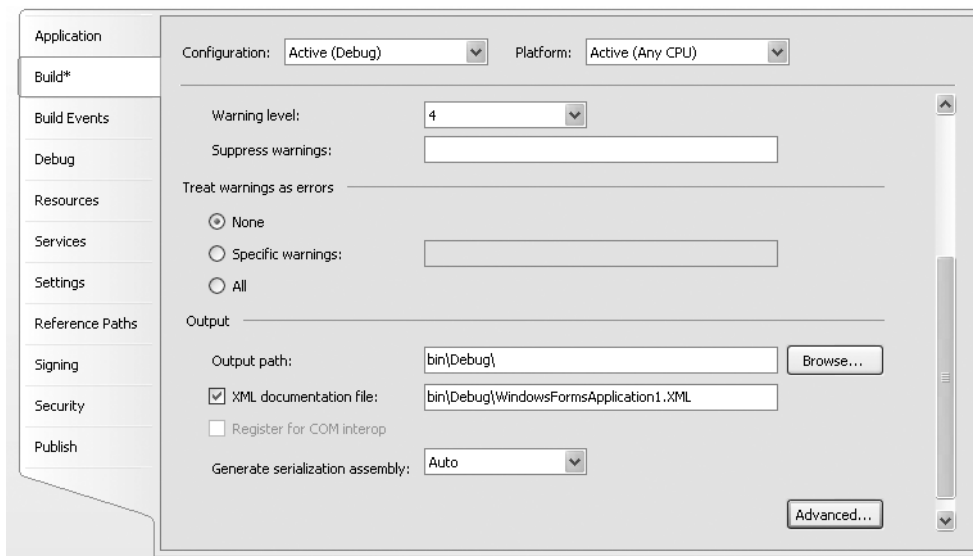 Application
Build*
Build Events
Debug
Resources
Services
Settings
Reference Paths
Signing
Security
Publish
Configuration: Active (Debug) Platform: Active (Any CPU)
Warning level: 4
Suppress warnings:
Treat warnings as errors
None
Specific warnings:
All
Output
Output path: bin\Debug\ Browse...
XML documentation file: bin\Debug\WindowsFormsApplication1.XML
Register for COM interop
Generate serialization assembly: Auto
Advanced...